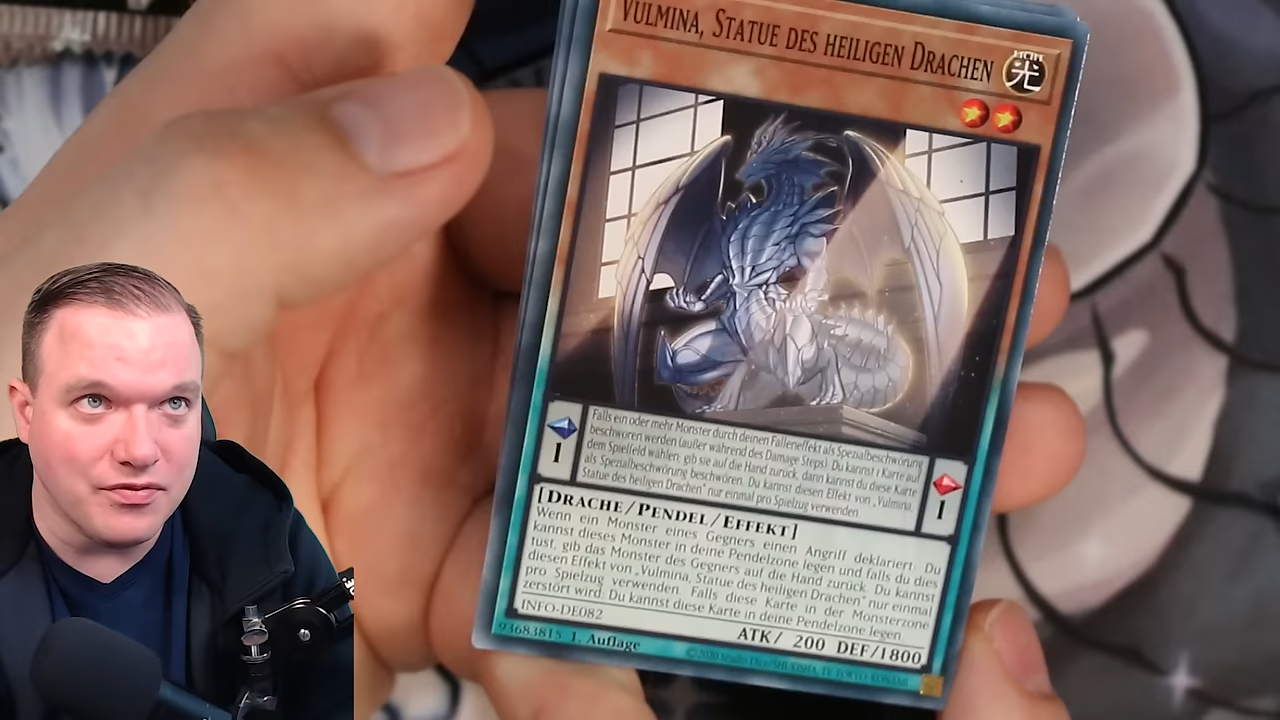 VULMINA, STATUE DES HEILIGEN DRACHEN
光
1
Falls ein oder mehr Monster durch deinen Falleneffekt als Spezialbeschwörung
beschworen werden (außer während des Damage Steps): Du kannst 1 Karte auf
dem Spielfeld wählen; gib sie auf die Hand zurück, dann kannst du diese Karte
als Spezialbeschwörung beschwören. Du kannst diesen Effekt von „Vulmina,
Statue des heiligen Drachen" nur einmal pro Spielzug verwenden.
1
[DRACHE/PENDEL/EFFEKT]
Wenn ein Monster eines Gegners einen Angriff deklariert: Du
kannst dieses Monster in deine Pendelzone legen und falls du dies
tust, gib das Monster des Gegners auf die Hand zurück. Du kannst
diesen Effekt von „Vulmina, Statue des heiligen Drachen" nur einmal
pro Spielzug verwenden. Falls diese Karte in der Monsterzone
zerstört wird: Du kannst diese Karte in deine Pendelzone legen.
INFO-DE082
ATK/ 200 DEF/1800
93683815 1. Auflage
©2020 Studio Dice/SHUEISHA, TV TOKYO, KONAMI